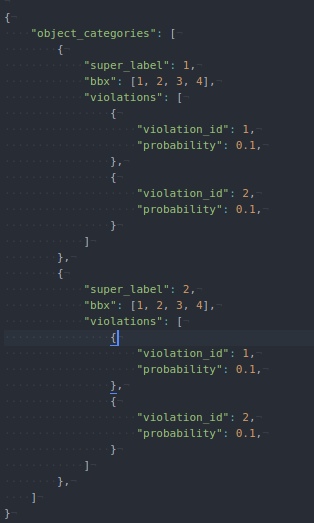 {
"object_categories": [
{
"super_label": 1,
"bbx": [1, 2, 3, 4],
"violations": [
{
"violation_id": 1,
"probability": 0.1,
},
{
"violation_id": 2,
"probability": 0.1,
}
]
},
{
"super_label": 2,
"bbx": [1, 2, 3, 4],
"violations": [
{
"violation_id": 1,
"probability": 0.1,
},
{
"violation_id": 2,
"probability": 0.1,
}
]
},
]
}